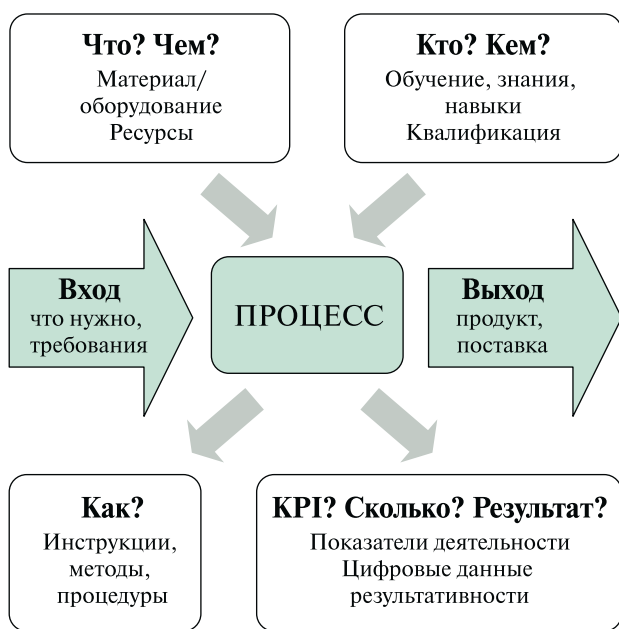 Что? Чем?
Материал/
оборудование
Ресурсы
Кто? Кем?
Обучение, знания,
навыки
Квалификация
Вход
что нужно,
требования
ПРОЦЕСС
Выход
продукт,
поставка
Как?
Инструкции,
методы,
процедуры
KPI? Сколько? Результат?
Показатели деятельности
Цифровые данные
результативности